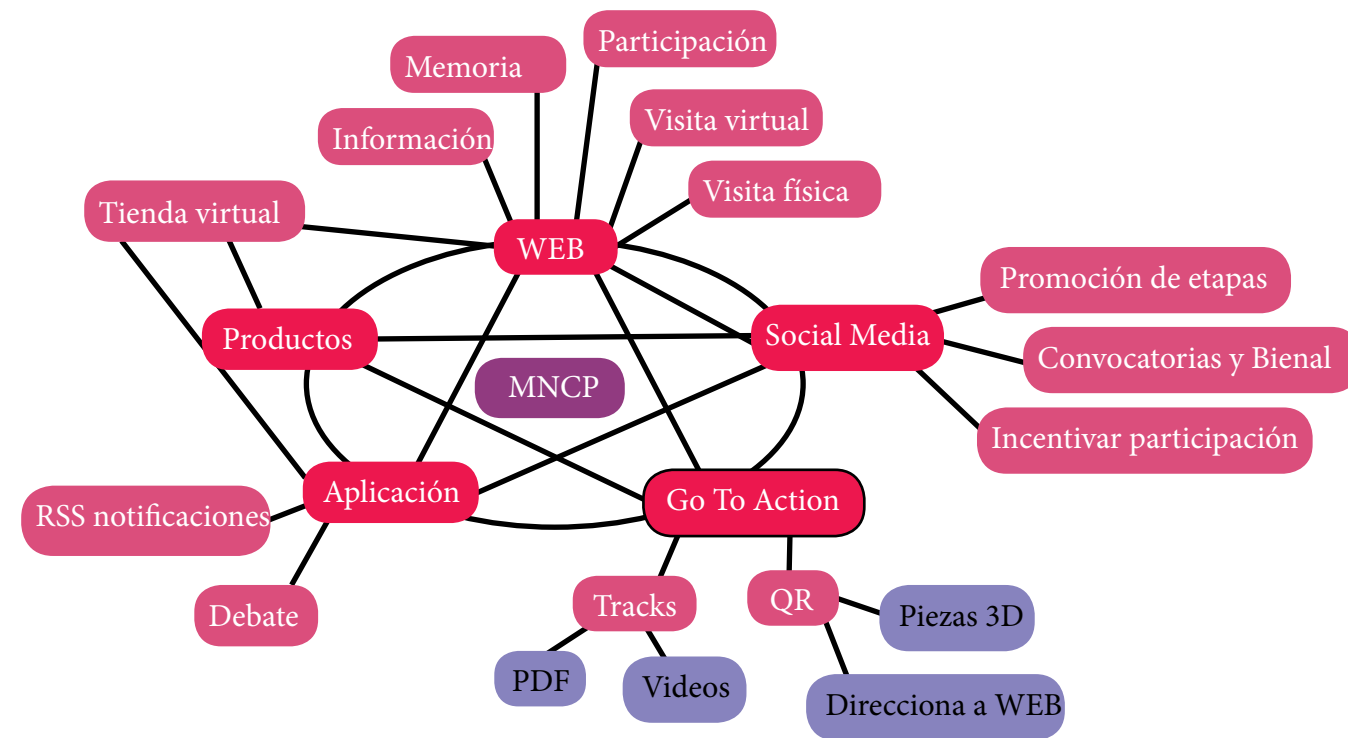 Participación
Memoria
Visita virtual
Información
Visita física
Tienda virtual
WEB
Promoción de etapas
Productos
Social Media
Convocatorias y Bienal
MNCP
Incentivar participación
Aplicación
Go To Action
RSS notificaciones
Debate
Tracks
QR
Piezas 3D
PDF
Videos
Direcciona a WEB